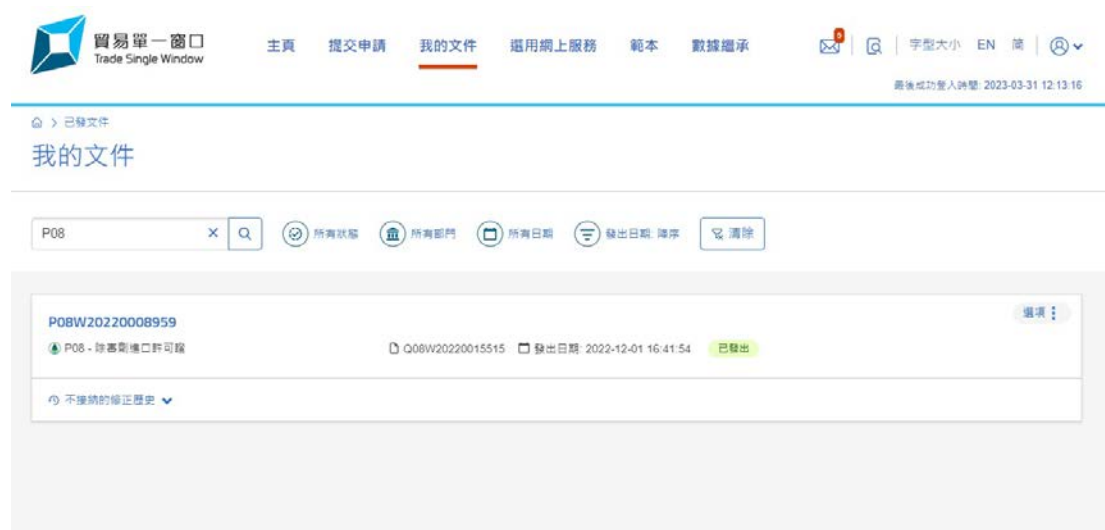 貿易單一窗口
Trade Single Window
主頁 提交申請 我的文件 選用網上服務 範本 數據繼承 9 字型大小 EN 简
最後成功登入時間: 2023-03-31 12:13:16
已發文件
我的文件
P08 所有狀態 所有部門 所有日期 發出日期: 降序 清除
P08W20220008959 選項
P08 - 除害劑進口許可證 Q08W20220015515 發出日期: 2022-12-01 16:41:54 已發出
不接納的修正歷史